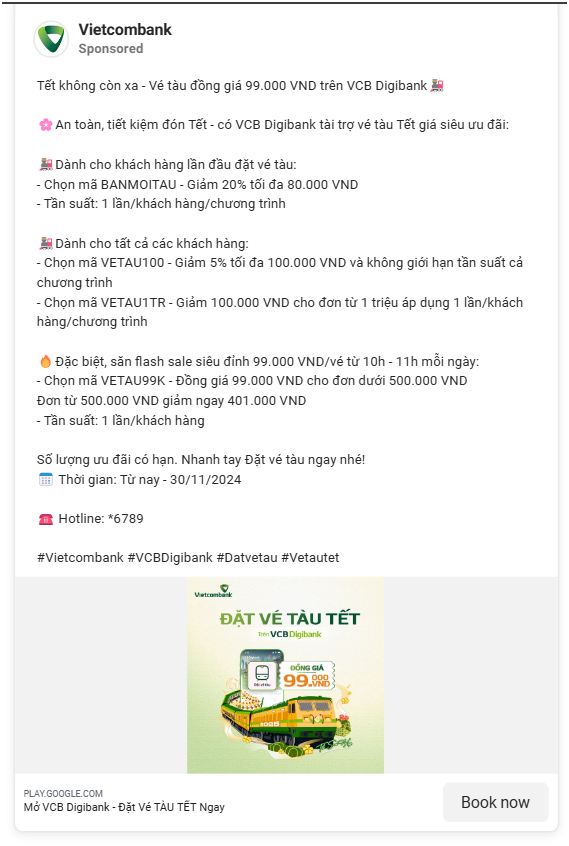 Vietcombank
Sponsored
Tết không còn xa - Vé tàu đồng giá 99.000 VND trên VCB Digibank 🚂
🌸 An toàn, tiết kiệm đón Tết - có VCB Digibank tài trợ vé tàu Tết giá siêu ưu đãi:
🚂 Dành cho khách hàng lần đầu đặt vé tàu:
- Chọn mã BANMOITAU - Giảm 20% tối đa 80.000 VND
- Tần suất: 1 lần/khách hàng/chương trình
🚂 Dành cho tất cả các khách hàng:
- Chọn mã VETAU100 - Giảm 5% tối đa 100.000 VND và không giới hạn tần suất cả
chương trình
- Chọn mã VETAU1TR - Giảm 100.000 VND cho đơn từ 1 triệu áp dụng 1 lần/khách
hàng/chương trình
🔥 Đặc biệt, săn flash sale siêu đỉnh 99.000 VND/vé từ 10h - 11h mỗi ngày:
- Chọn mã VETAU99K - Đồng giá 99.000 VND cho đơn dưới 500.000 VND
Đơn từ 500.000 VND giảm ngay 401.000 VND
- Tần suất: 1 lần/khách hàng
Số lượng ưu đãi có hạn. Nhanh tay Đặt vé tàu ngay nhé!
🗓 Thời gian: Từ nay - 30/11/2024
☎️ Hotline: *6789
#Vietcombank #VCBDigibank #Datvetau #Vetautet
Vietcombank
ĐẶT VÉ TÀU TẾT
Trên VCB Digibank
ĐỒNG GIÁ
99.000 VND
2025
PLAY.GOOGLE.COM
Mở VCB Digibank - Đặt Vé TÀU TẾT Ngay
Book now